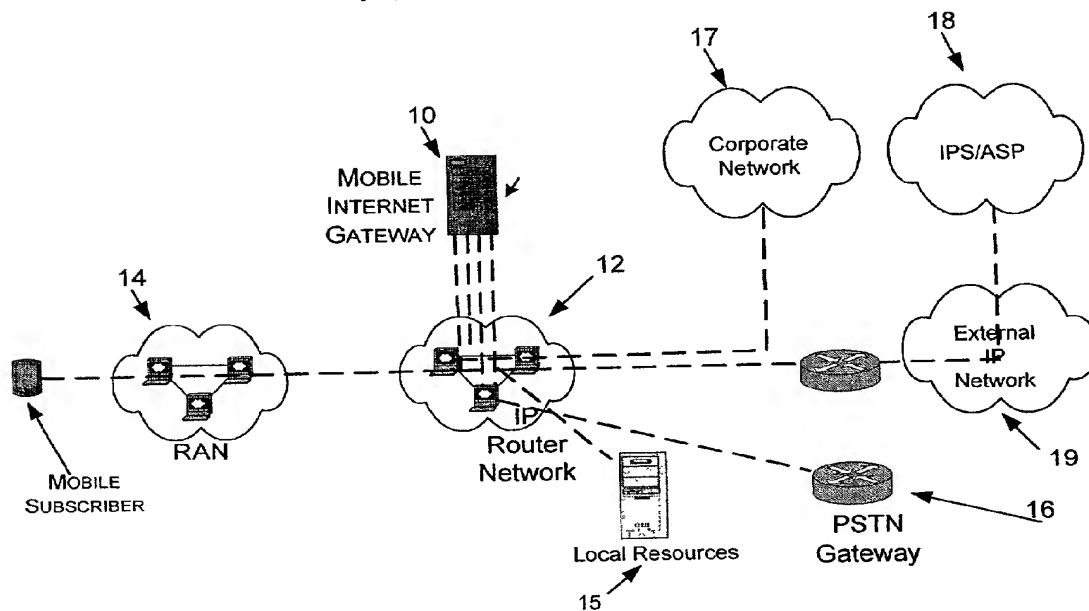 17
18
10
Corporate
Network
IPS/ASP
MOBILE
INTERNET
GATEWAY
14
12
External
IP
Network
IP
Router
Network
RAN
MOBILE
SUBSCRIBER
19
16
PSTN
Gateway
Local Resources
15